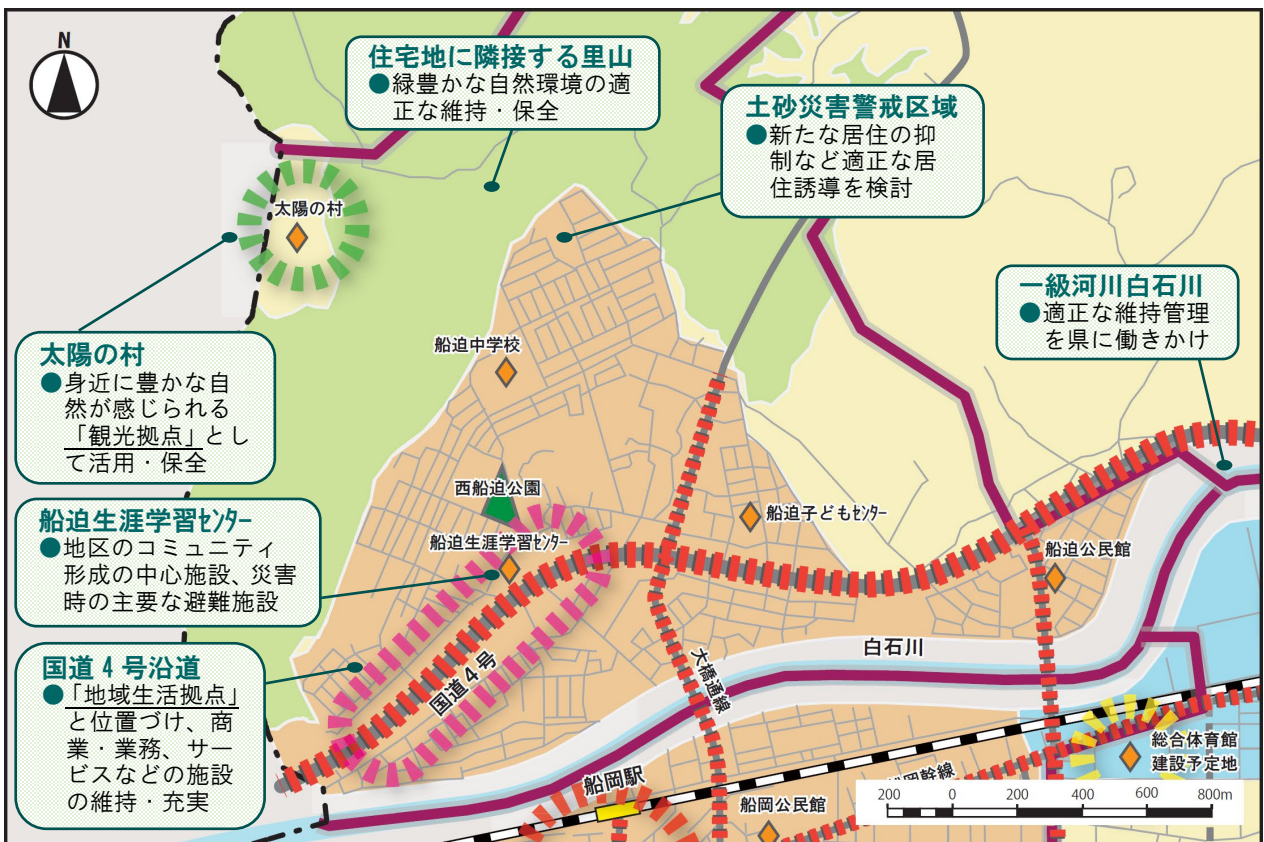 N
住宅地に隣接する里山
●緑豊かな自然環境の適
正な維持・保全
土砂災害警戒区域
●新たな居住の抑
制など適正な居
住誘導を検討
太陽の村
一級河川白石川
●適正な維持管理
を県に働きかけ
太陽の村
●身近に豊かな自
然が感じられる
「観光拠点」とし
て活用・保全
船迫中学校
西船迫公園
船迫生涯学習ｾﾝﾀｰ
船迫子どもｾﾝﾀｰ
船迫公民館
船迫生涯学習ｾﾝﾀｰ
●地区のコミュニティ
形成の中心施設、災害
時の主要な避難施設
国道４号沿道
●「地域生活拠点」
と位置づけ、商
業・業務、サー
ビスなどの施設
の維持・充実
国道４号
大橋通線
白石川
船岡駅
船岡公民館
岡幹線
総合体育館
建設予定地
200 0 200 400 600 800m